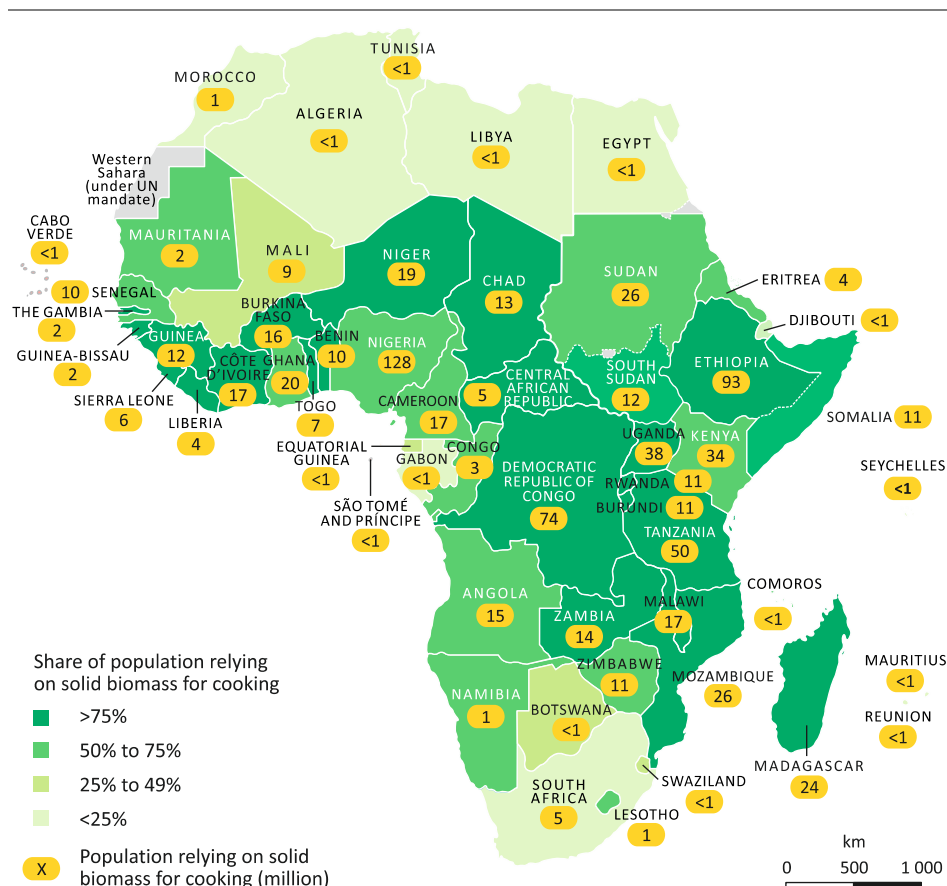 TUNISIA
<1
MOROCCO
1
ALGERIA
<1
LIBYA
<1
EGYPT
<1
Western
Sahara
(under UN
mandate)
CABO
VERDE
<1
MAURITANIA
2
MALI
9
NIGER
19
CHAD
13
SUDAN
26
ERITREA 4
10 SENEGAL
THE GAMBIA
2
DJIBOUTI <1
BURKINA
FASO
16
GUINEA
12
GUINEA-BISSAU
2
BENIN
10
NIGERIA
128
CÔTE
D'IVOIRE
17
GHANA
20
CENTRAL
AFRICAN
REPUBLIC
5
SOUTH
SUDAN
12
ETHIOPIA
93
SIERRA LEONE
6
LIBERIA
4
TOGO
7
CAMEROON
17
SOMALIA 11
EQUATORIAL
GUINEA
<1
GABON
<1
CONGO
3
UGANDA
38
KENYA
34
SEYCHELLES
<1
DEMOCRATIC
REPUBLIC OF
CONGO
74
RWANDA 11
BURUNDI 11
SÃO TOMÉ
AND PRÍNCIPE
<1
TANZANIA
50
COMOROS
<1
ANGOLA
15
ZAMBIA
14
MALAWI
17
MOZAMBIQUE
26
MAURITIUS
<1
REUNION
<1
NAMIBIA
1
ZIMBABWE
11
BOTSWANA
<1
MADAGASCAR
24
SOUTH
AFRICA
5
SWAZILAND
<1
LESOTHO
1
Share of population relying
on solid biomass for cooking
>75%
50% to 75%
25% to 49%
<25%
X Population relying on solid
biomass for cooking (million)
km
0 500 1 000